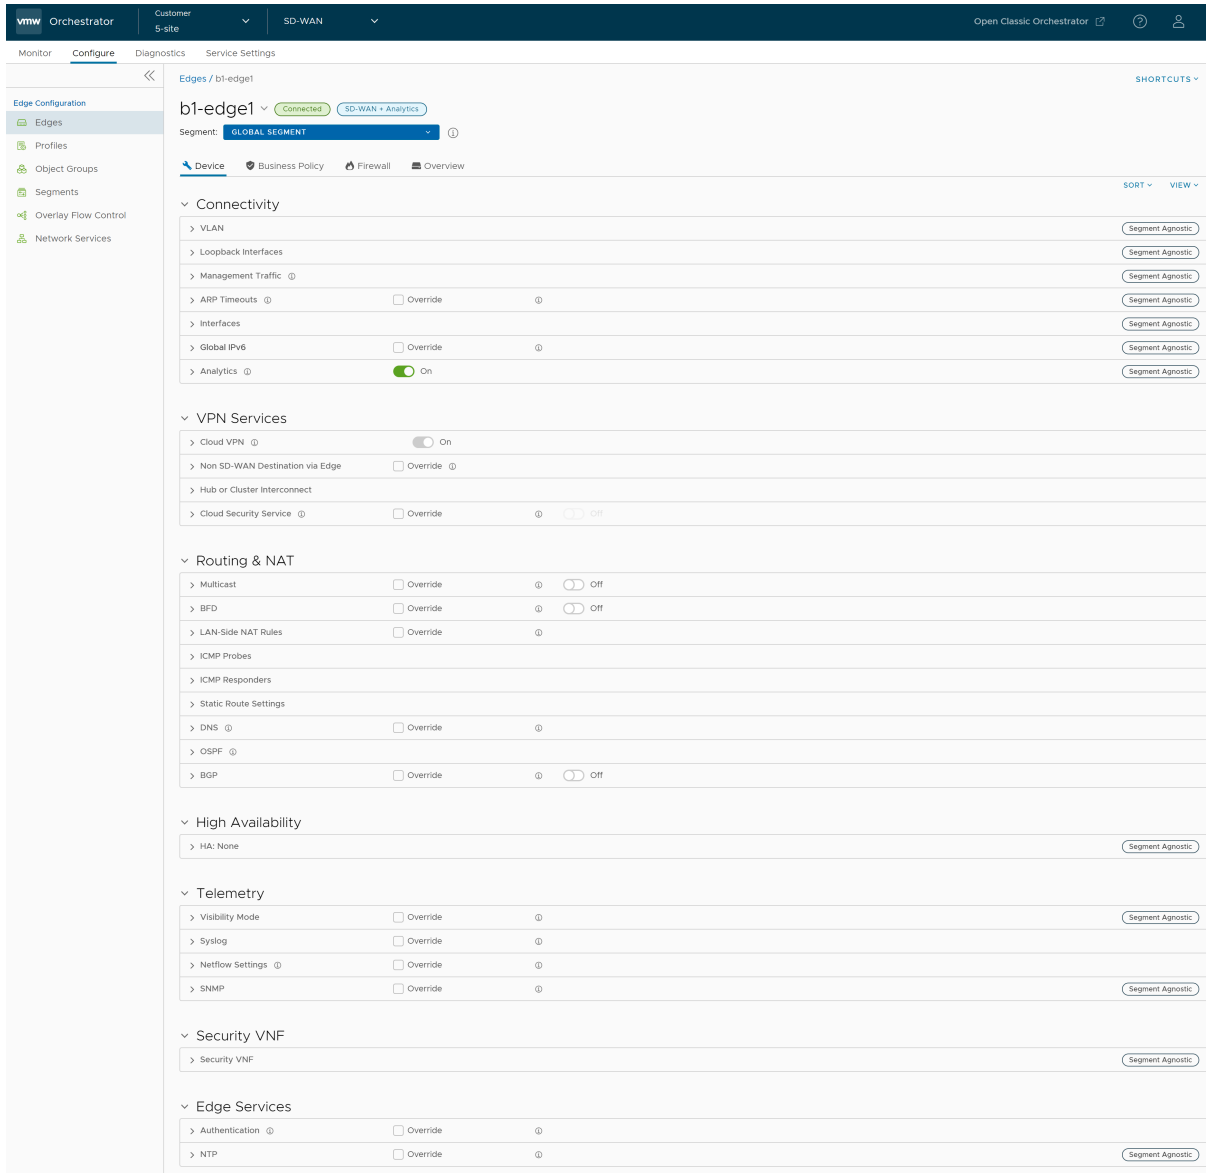 vmw Orchestrator
Customer
5-site
SD-WAN
Open Classic Orchestrator
Monitor Configure Diagnostics Service Settings
Edge Configuration
Edges
Profiles
Object Groups
Segments
Overlay Flow Control
Network Services
Edges / b1-edge1
SHORTCUTS
b1-edge1 Connected SD-WAN + Analytics
Segment: GLOBAL SEGMENT
Device Business Policy Firewall Overview
SORT VIEW
Connectivity
VLAN Segment Agnostic
Loopback Interfaces Segment Agnostic
Management Traffic Segment Agnostic
ARP Timeouts Override Segment Agnostic
Interfaces Segment Agnostic
Global IPv6 Override Segment Agnostic
Analytics On Segment Agnostic
VPN Services
Cloud VPN On
Non SD-WAN Destination via Edge Override
Hub or Cluster Interconnect
Cloud Security Service Override Off
Routing & NAT
Multicast Override Off
BFD Override Off
LAN-Side NAT Rules Override
ICMP Probes
ICMP Responders
Static Route Settings
DNS Override
OSPF
BGP Override Off
High Availability
HA: None Segment Agnostic
Telemetry
Visibility Mode Override Segment Agnostic
Syslog Override
Netflow Settings Override
SNMP Override Segment Agnostic
Security VNF
Security VNF Segment Agnostic
Edge Services
Authentication Override
NTP Override Segment Agnostic